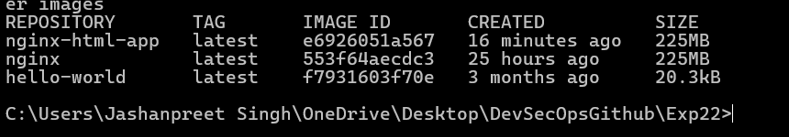 er images
REPOSITORY TAG IMAGE ID CREATED SIZE
nginx-html-app latest e6926051a567 16 minutes ago 225MB
nginx latest 553f64aecdc3 25 hours ago 225MB
hello-world latest f7931603f70e 3 months ago 20.3kB
C:\Users\Jashanpreet Singh\OneDrive\Desktop\DevSecOpsGithub\Exp22>